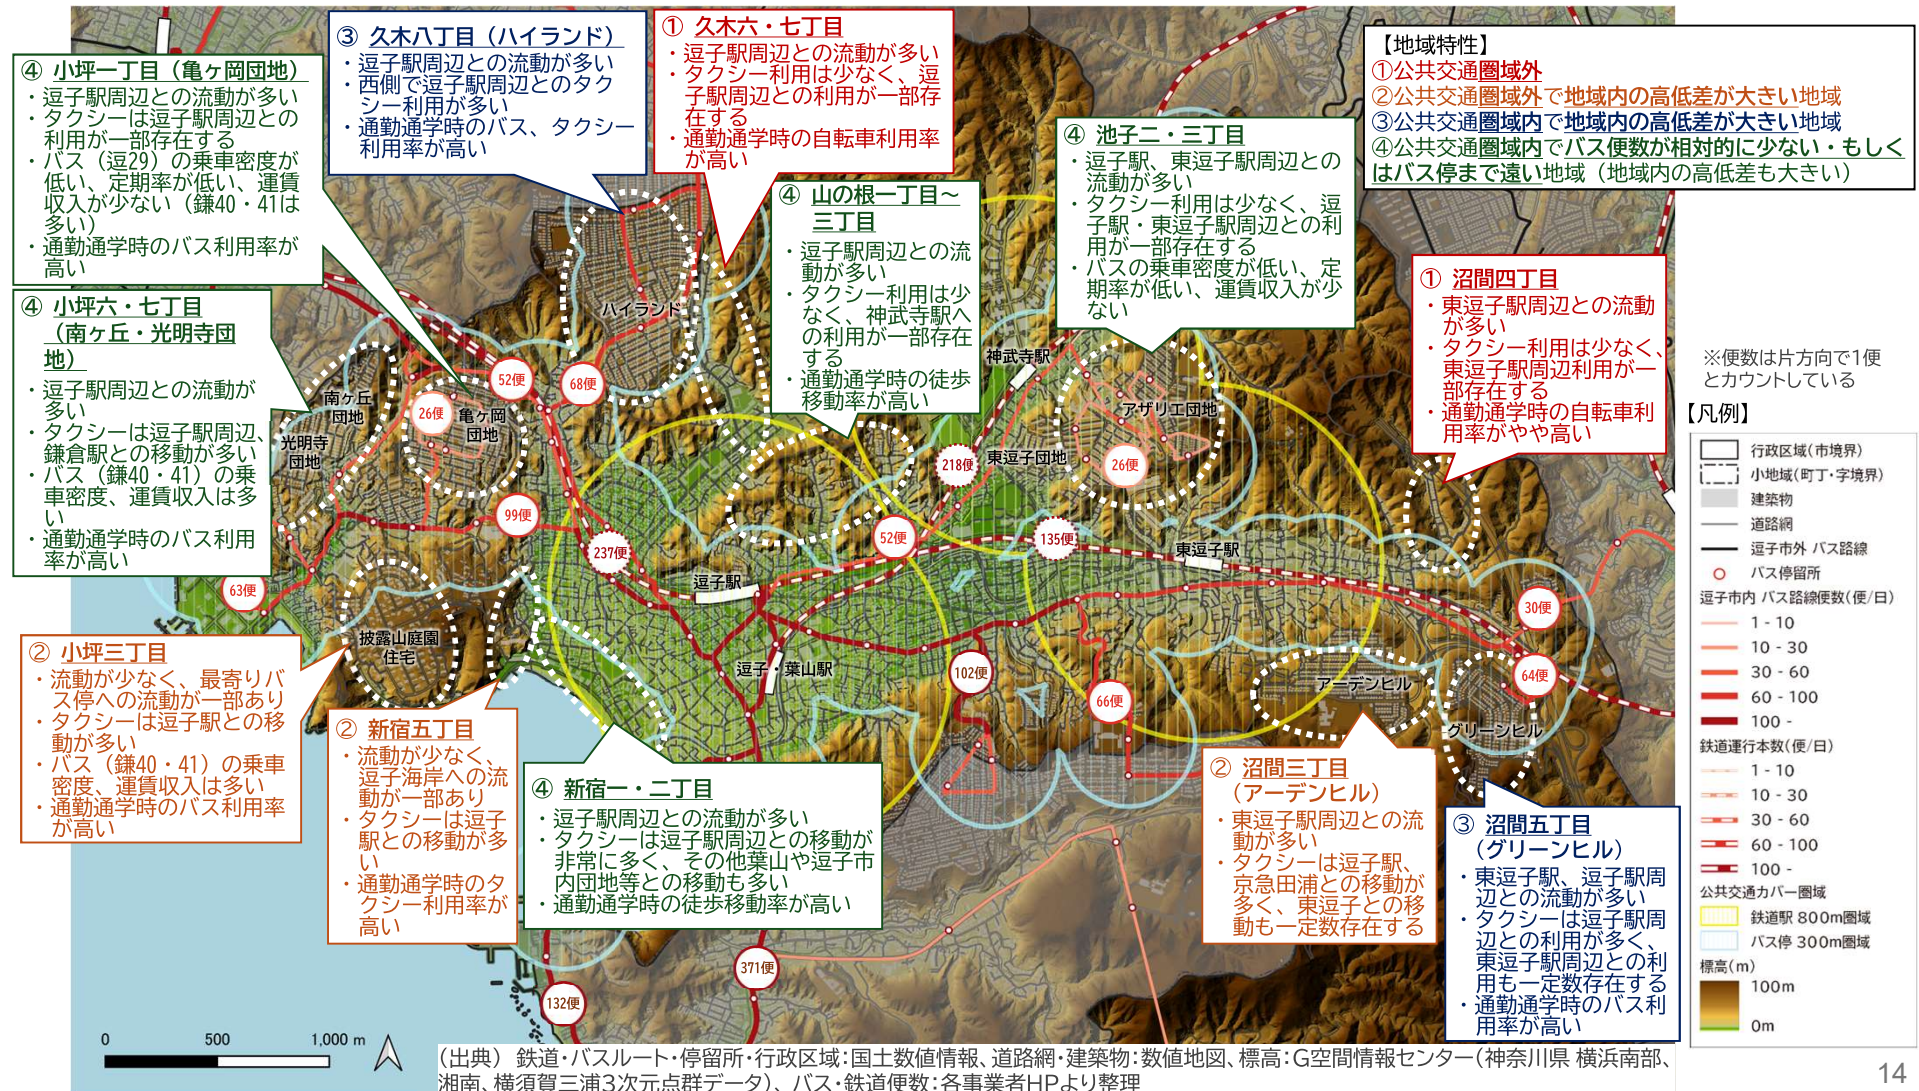 ④ 小坪一丁目（亀ヶ岡団地）
・逗子駅周辺との流動が多い
・タクシーは逗子駅周辺との
利用が一部存在する
・バス（逗29）の乗車密度が
低い、定期率が低い、運賃
収入が少ない（鎌40・41は
多い）
・通勤通学時のバス利用率が
高い
③ 久木八丁目（ハイランド）
・逗子駅周辺との流動が多い
・西側で逗子駅周辺とのタク
シー利用が多い
・通勤通学時のバス、タクシー
利用率が高い
① 久木六・七丁目
・逗子駅周辺との流動が多い
・タクシー利用は少なく、逗
子駅周辺との利用が一部存
在する
・通勤通学時の自転車利用率
が高い
【地域特性】
①公共交通圏域外
②公共交通圏域外で地域内の高低差が大きい地域
③公共交通圏域内で地域内の高低差が大きい地域
④公共交通圏域内でバス便数が相対的に少ない・もしく
はバス停まで遠い地域（地域内の高低差も大きい）
④ 山の根一丁目～
三丁目
・逗子駅周辺との流
動が多い
・タクシー利用は少
なく、神武寺駅へ
の利用が一部存在
する
・通勤通学時の徒歩
移動率が高い
④ 池子二・三丁目
・逗子駅、東逗子駅周辺との
流動が多い
・タクシー利用は少なく、逗
子駅・東逗子駅周辺との利
用が一部存在する
・バスの乗車密度が低い、定
期率が低い、運賃収入が少
ない
① 沼間四丁目
・東逗子駅周辺との流動
が多い
・タクシー利用は少なく、
東逗子駅周辺利用が一
部存在する
・通勤通学時の自転車利
用率がやや高い
④ 小坪六・七丁目
（南ヶ丘・光明寺団
地）
・逗子駅周辺との流動が
多い
・タクシーは逗子駅周辺、
鎌倉駅との移動が多い
・バス（鎌40・41）の乗
車密度、運賃収入は多
い
・通勤通学時のバス利用
率が高い
ハイランド
南ヶ丘
団地
光明寺
団地
亀ヶ岡
団地
神武寺駅
アザリエ団地
東逗子団地
52便
68便
26便
99便
237便
63便
218便
26便
52便
135便
逗子駅
東逗子駅
披露山庭園
住宅
逗子・葉山駅
102便
66便
30便
64便
アーデンヒル
グリーンヒル
371便
132便
② 小坪三丁目
・流動が少なく、最寄りバ
ス停への流動が一部あり
・タクシーは逗子駅との移
動が多い
・バス（鎌40・41）の乗車
密度、運賃収入は多い
・通勤通学時のバス利用率
が高い
② 新宿五丁目
・流動が少なく、
逗子海岸への流
動が一部あり
・タクシーは逗子
駅との移動が多
い
・通勤通学時のタ
クシー利用率が
高い
④ 新宿一・二丁目
・逗子駅周辺との流動が多い
・タクシーは逗子駅周辺との移動が
非常に多く、その他葉山や逗子市
内団地等との移動も多い
・通勤通学時の徒歩移動率が高い
② 沼間三丁目
（アーデンヒル）
・東逗子駅周辺との流
動が多い
・タクシーは逗子駅、
京急田浦との移動が
多く、東逗子との移
動も一定数存在する
③ 沼間五丁目
（グリーンヒル）
・東逗子駅、逗子駅周
辺との流動が多い
・タクシーは逗子駅周
辺との利用が多く、
東逗子駅周辺との利
用も一定数存在する
・通勤通学時のバス利
用率が高い
※便数は片方向で1便
とカウントしている
【凡例】
行政区域(市境界)
小地域(町丁・字境界)
建築物
道路網
逗子市外 バス路線
バス停留所
逗子市内 バス路線便数(便/日)
1 - 10
10 - 30
30 - 60
60 - 100
100 -
鉄道運行本数(便/日)
1 - 10
10 - 30
30 - 60
60 - 100
100 -
公共交通カバー圏域
鉄道駅 800m圏域
バス停 300m圏域
標高(m)
100m
0m
0 500 1,000 m
（出典） 鉄道・バスルート・停留所・行政区域：国土数値情報、道路網・建築物：数値地図、標高：G空間情報センター（神奈川県 横浜南部、
湘南、横須賀三浦3次元点群データ）、バス・鉄道便数：各事業者HPより整理
14